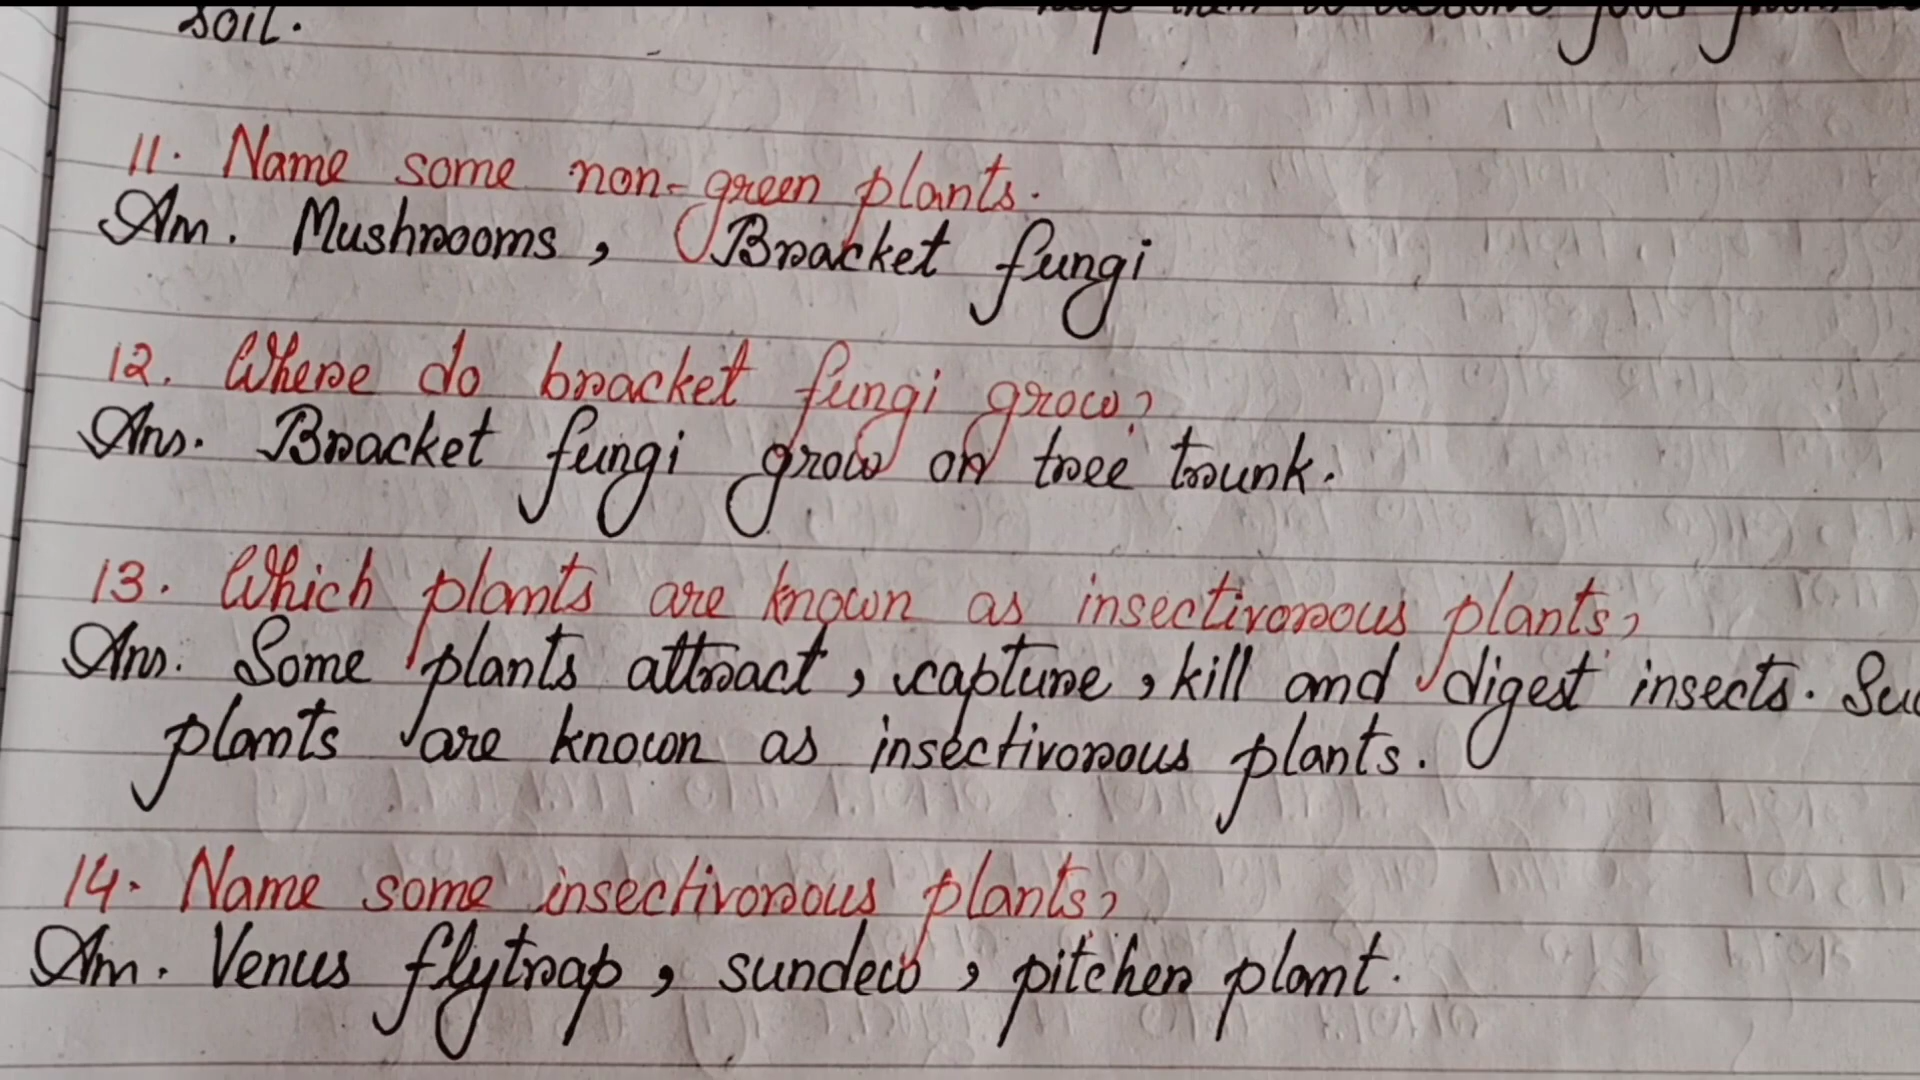 soil.
11. Name some non-green plants.
Ans. Mushrooms, Bracket fungi
12. Where do bracket fungi grow?
Ans. Bracket fungi grow on tree trunk.
13. Which plants are known as insectivorous plants?
Ans. Some plants attract, capture, kill and digest insects.
plants are known as insectivorous plants.
14. Name some insectivorous plants?
Ans. Venus flytrap, sundew, pitcher plant.